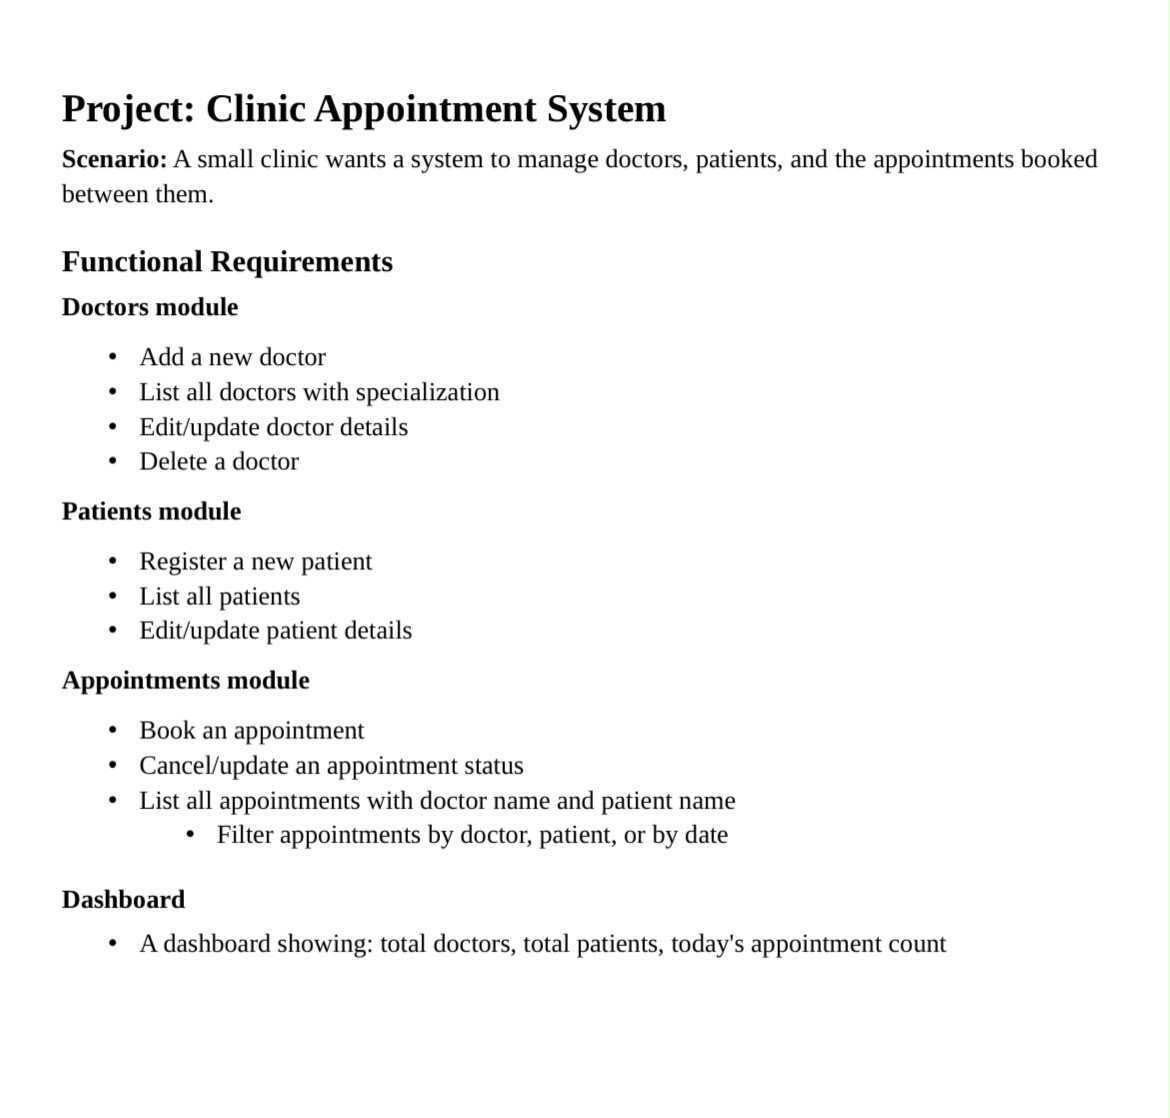 Project: Clinic Appointment System
Scenario: A small clinic wants a system to manage doctors, patients, and the appointments booked
between them.
Functional Requirements
Doctors module
• Add a new doctor
• List all doctors with specialization
• Edit/update doctor details
• Delete a doctor
Patients module
• Register a new patient
• List all patients
• Edit/update patient details
Appointments module
• Book an appointment
• Cancel/update an appointment status
• List all appointments with doctor name and patient name
• Filter appointments by doctor, patient, or by date
Dashboard
• A dashboard showing: total doctors, total patients, today's appointment count